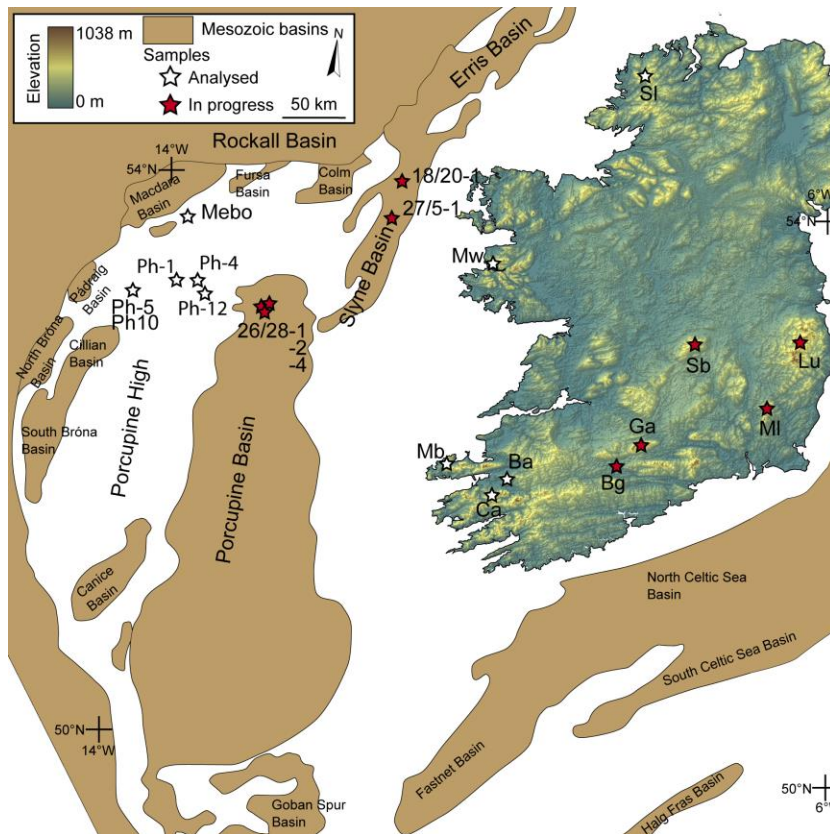 1038 m
Elevation
0 m
Mesozoic basins
Samples
Analysed
In progress
N
50 km
Erris Basin
Rockall Basin
14°W
54°N
Macdara
Basin
Fursa
Basin
Colm
Basin
18/20-1
27/5-1
Mebo
Slyne Basin
Sl
6°W
54°N
Mw
Ph-1
Ph-4
Ph-5
Ph10
Ph-12
Pádraig
Basin
26/28-1
-2
-4
North Bróna
Basin
Cillian
Basin
South Bróna
Basin
Porcupine High
Porcupine Basin
Sb
Lu
Ml
Ga
Bg
Mb
Ba
Ca
Canice
Basin
North Celtic Sea
Basin
South Celtic Sea Basin
50°N
14°W
Fastnet Basin
Goban Spur
Basin
Halg Fras Basin
50°N
6°